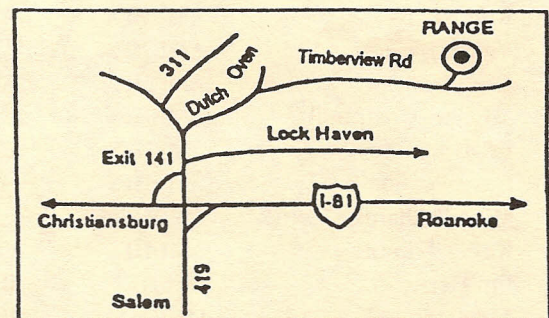 RANGE
311
Timberview Rd
Dutch Oven
Lock Haven
Exit 141
I-81
Christiansburg
Roanoke
419
Salem